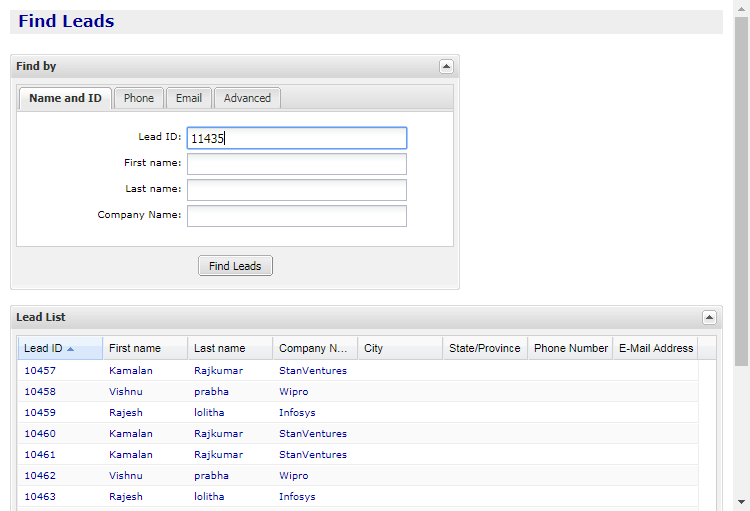 Find Leads
Find by
Name and ID Phone Email Advanced
Lead ID: 11435
First name:
Last name:
Company Name:
Find Leads
Lead List
Lead ID First name Last name Company N... City State/Province Phone Number E-Mail Address
10457 Kamalan Rajkumar StanVentures
10458 Vishnu prabha Wipro
10459 Rajesh lolitha Infosys
10460 Kamalan Rajkumar StanVentures
10461 Kamalan Rajkumar StanVentures
10462 Vishnu prabha Wipro
10463 Rajesh lolitha Infosys